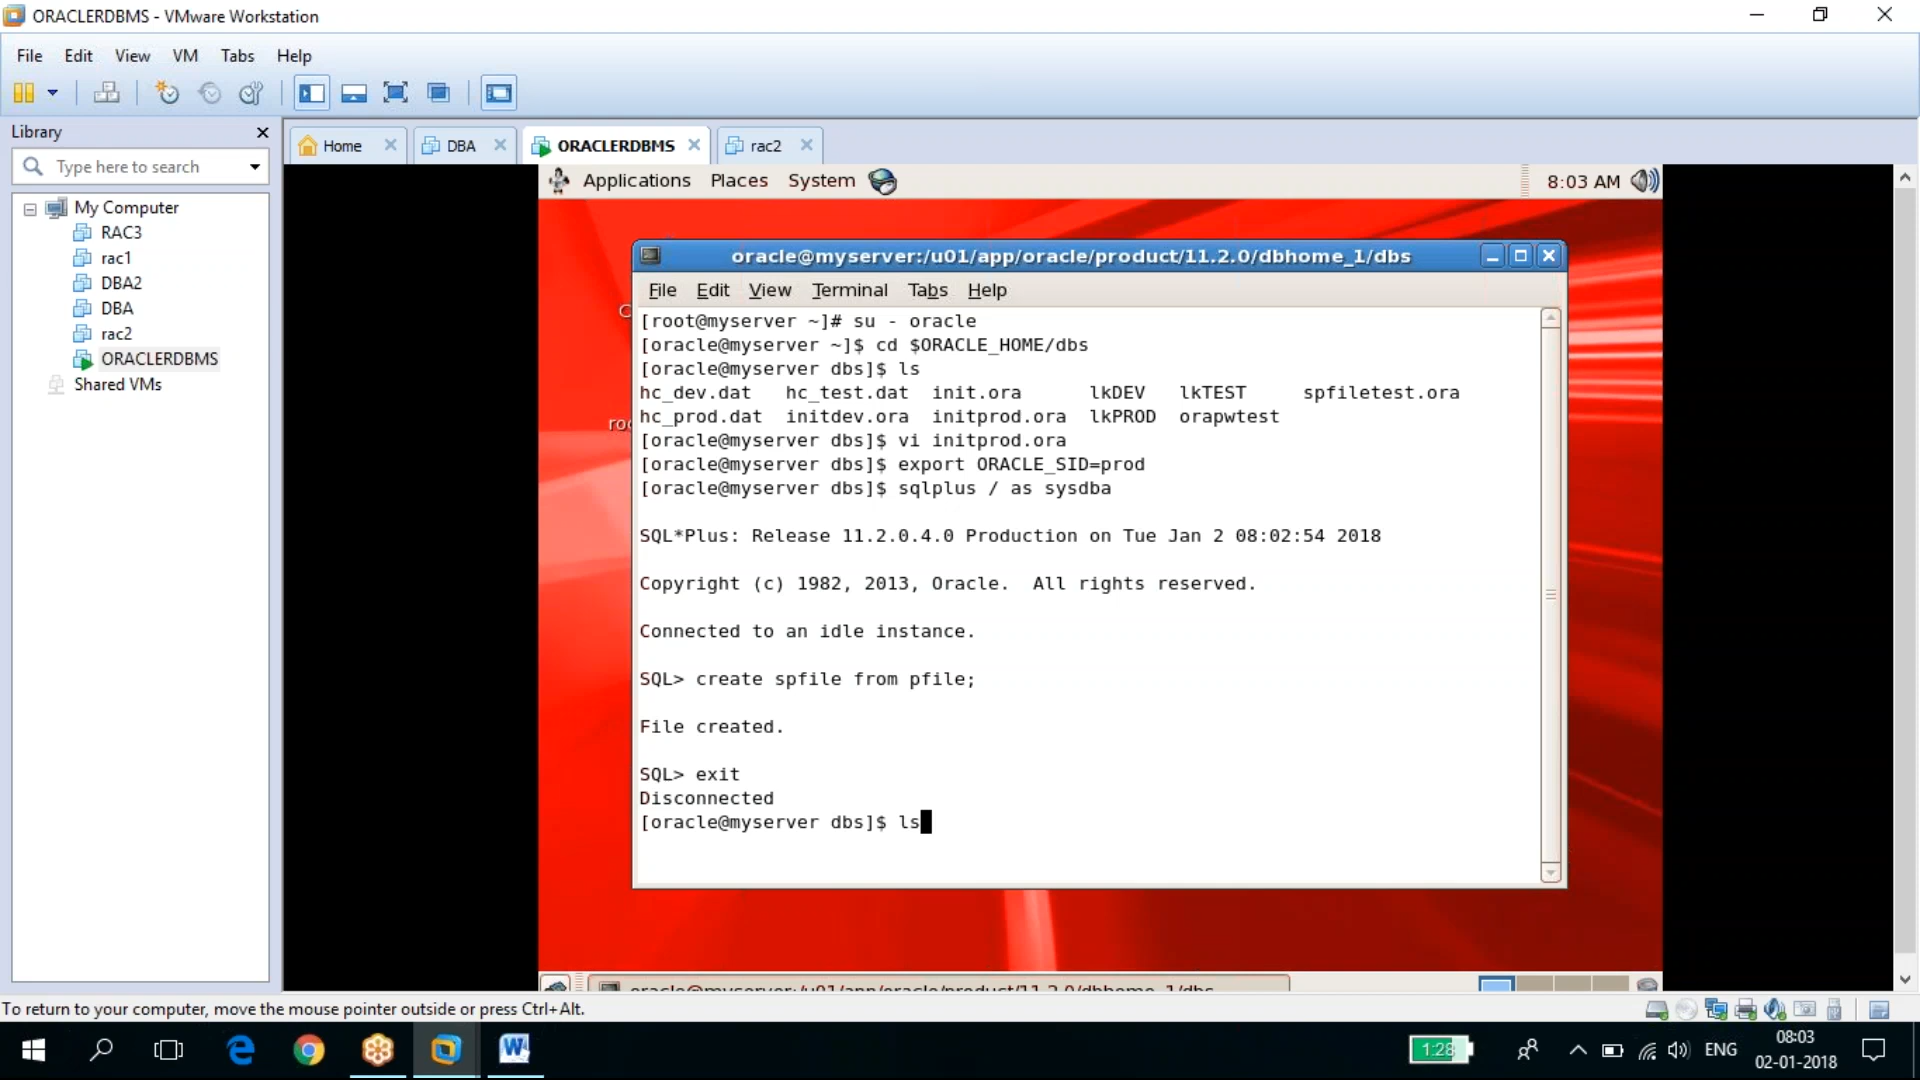 ORACLERDBMS - VMware Workstation
File Edit View VM Tabs Help
Library
Home DBA ORACLERDBMS rac2
Type here to search
My Computer
RAC3
rac1
DBA2
DBA
rac2
ORACLERDBMS
Shared VMs
Applications Places System 8:03 AM
oracle@myserver:/u01/app/oracle/product/11.2.0/dbhome_1/dbs
File Edit View Terminal Tabs Help
[root@myserver ~]# su - oracle
[oracle@myserver ~]$ cd $ORACLE_HOME/dbs
[oracle@myserver dbs]$ ls
hc_dev.dat hc_test.dat init.ora lkDEV lkTEST spfiletest.ora
hc_prod.dat initdev.ora initprod.ora lkPROD orapwtest
[oracle@myserver dbs]$ vi initprod.ora
[oracle@myserver dbs]$ export ORACLE_SID=prod
[oracle@myserver dbs]$ sqlplus / as sysdba
SQL*Plus: Release 11.2.0.4.0 Production on Tue Jan 2 08:02:54 2018
Copyright (c) 1982, 2013, Oracle. All rights reserved.
Connected to an idle instance.
SQL> create spfile from pfile;
File created.
SQL> exit
Disconnected
[oracle@myserver dbs]$ ls
oracle@myserver:/u01/app/oracle/product/11.2.0/dbhome_1/dbs
To return to your computer, move the mouse pointer outside or press Ctrl+Alt.
1:28 ENG 08:03
02-01-2018